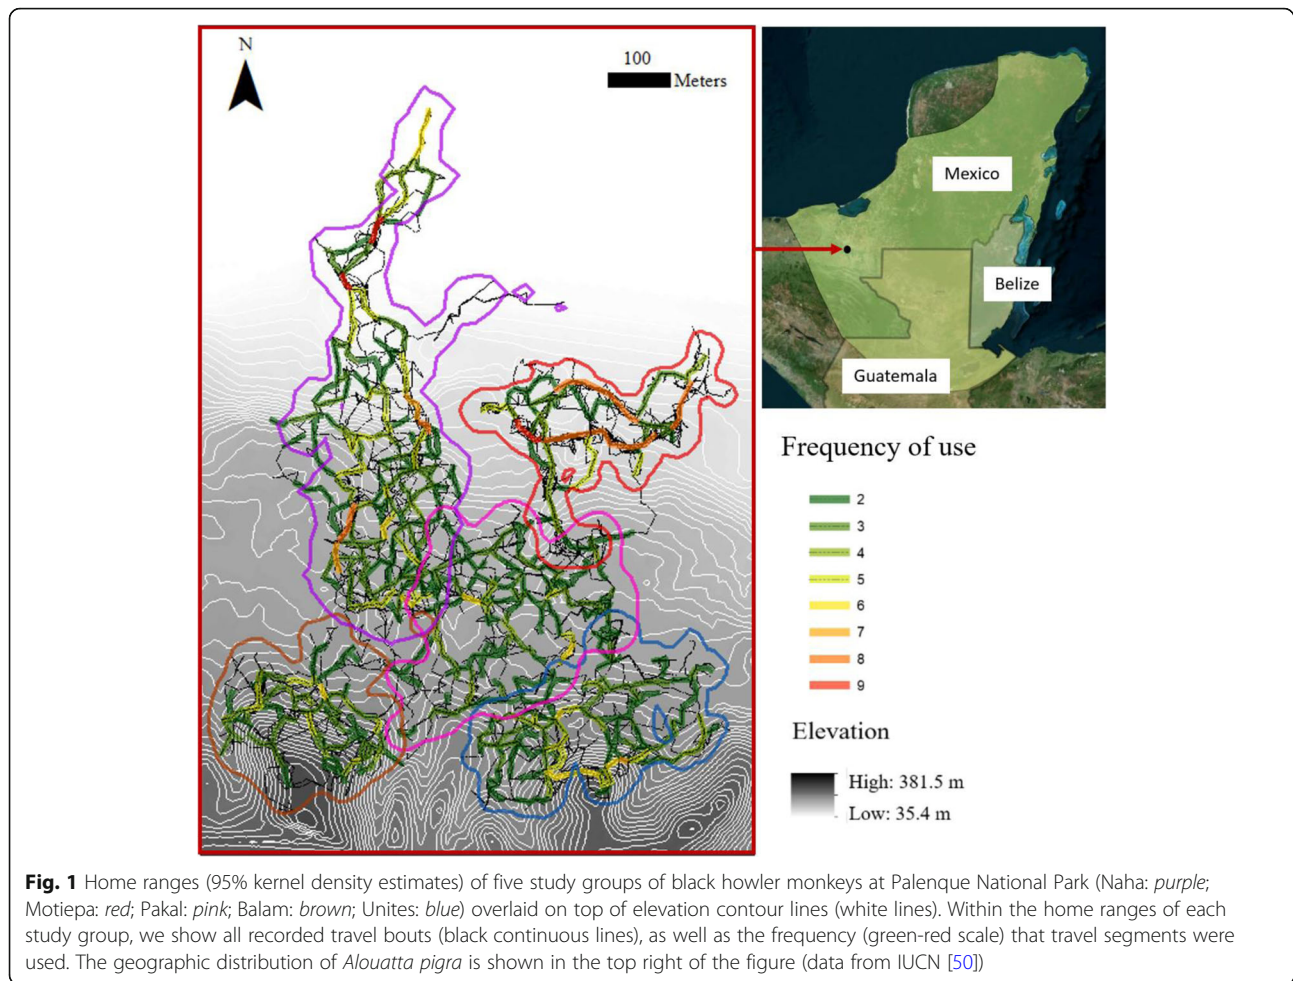 N
100
Meters
Mexico
Belize
Guatemala
Frequency of use
2
3
4
5
6
7
8
9
Elevation
High: 381.5 m
Low: 35.4 m
Fig. 1 Home ranges (95% kernel density estimates) of five study groups of black howler monkeys at Palenque National Park (Naha: purple;
Motiepa: red; Pakal: pink; Balam: brown; Unites: blue) overlaid on top of elevation contour lines (white lines). Within the home ranges of each
study group, we show all recorded travel bouts (black continuous lines), as well as the frequency (green-red scale) that travel segments were
used. The geographic distribution of Alouatta pigra is shown in the top right of the figure (data from IUCN [50])